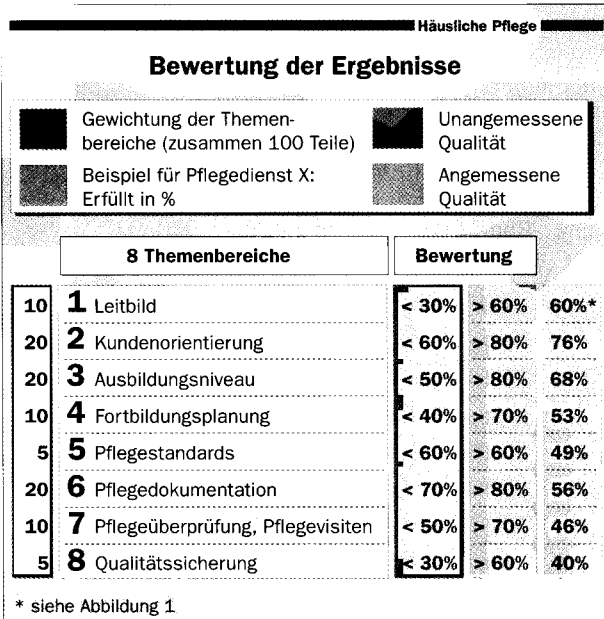 Häusliche Pflege
Bewertung der Ergebnisse
Gewichtung der Themen-
bereiche (zusammen 100 Teile)
Unangemessene
Qualität
Beispiel für Pflegedienst X:
Erfüllt in %
Angemessene
Qualität
8 Themenbereiche Bewertung
10 1 Leitbild < 30% > 60% 60%*
20 2 Kundenorientierung < 60% > 80% 76%
20 3 Ausbildungsniveau < 50% > 80% 68%
10 4 Fortbildungsplanung < 40% > 70% 53%
5 5 Pflegestandards < 60% > 60% 49%
20 6 Pflegedokumentation < 70% > 80% 56%
10 7 Pflegeüberprüfung, Pflegevisiten < 50% > 70% 46%
5 8 Qualitätssicherung < 30% > 60% 40%
* siehe Abbildung 1